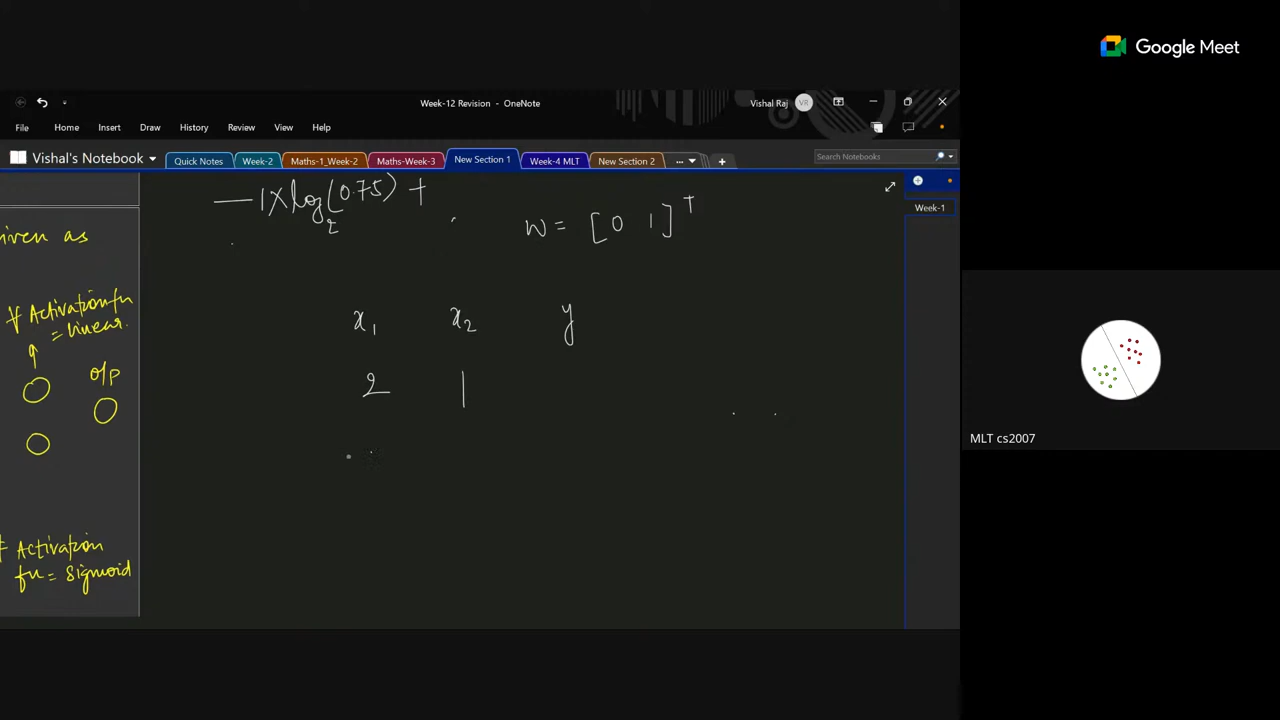 Google Meet
Week-12 Revision - OneNote
Vishal Raj VR
File Home Insert Draw History Review View Help
Vishal's Notebook Quick Notes Week-2 Maths-1_Week-2 Maths-Week-3 New Section 1 Week-4 MLT New Section 2 ... Search Notebooks
Week-1
— 1 X log₂(0.75) +
w = [0 1]ᵀ
iven as
Activation fn
= linear.
o/p
x₁ x₂ y
2 1
Activation
fn = Sigmoid
MLT cs2007